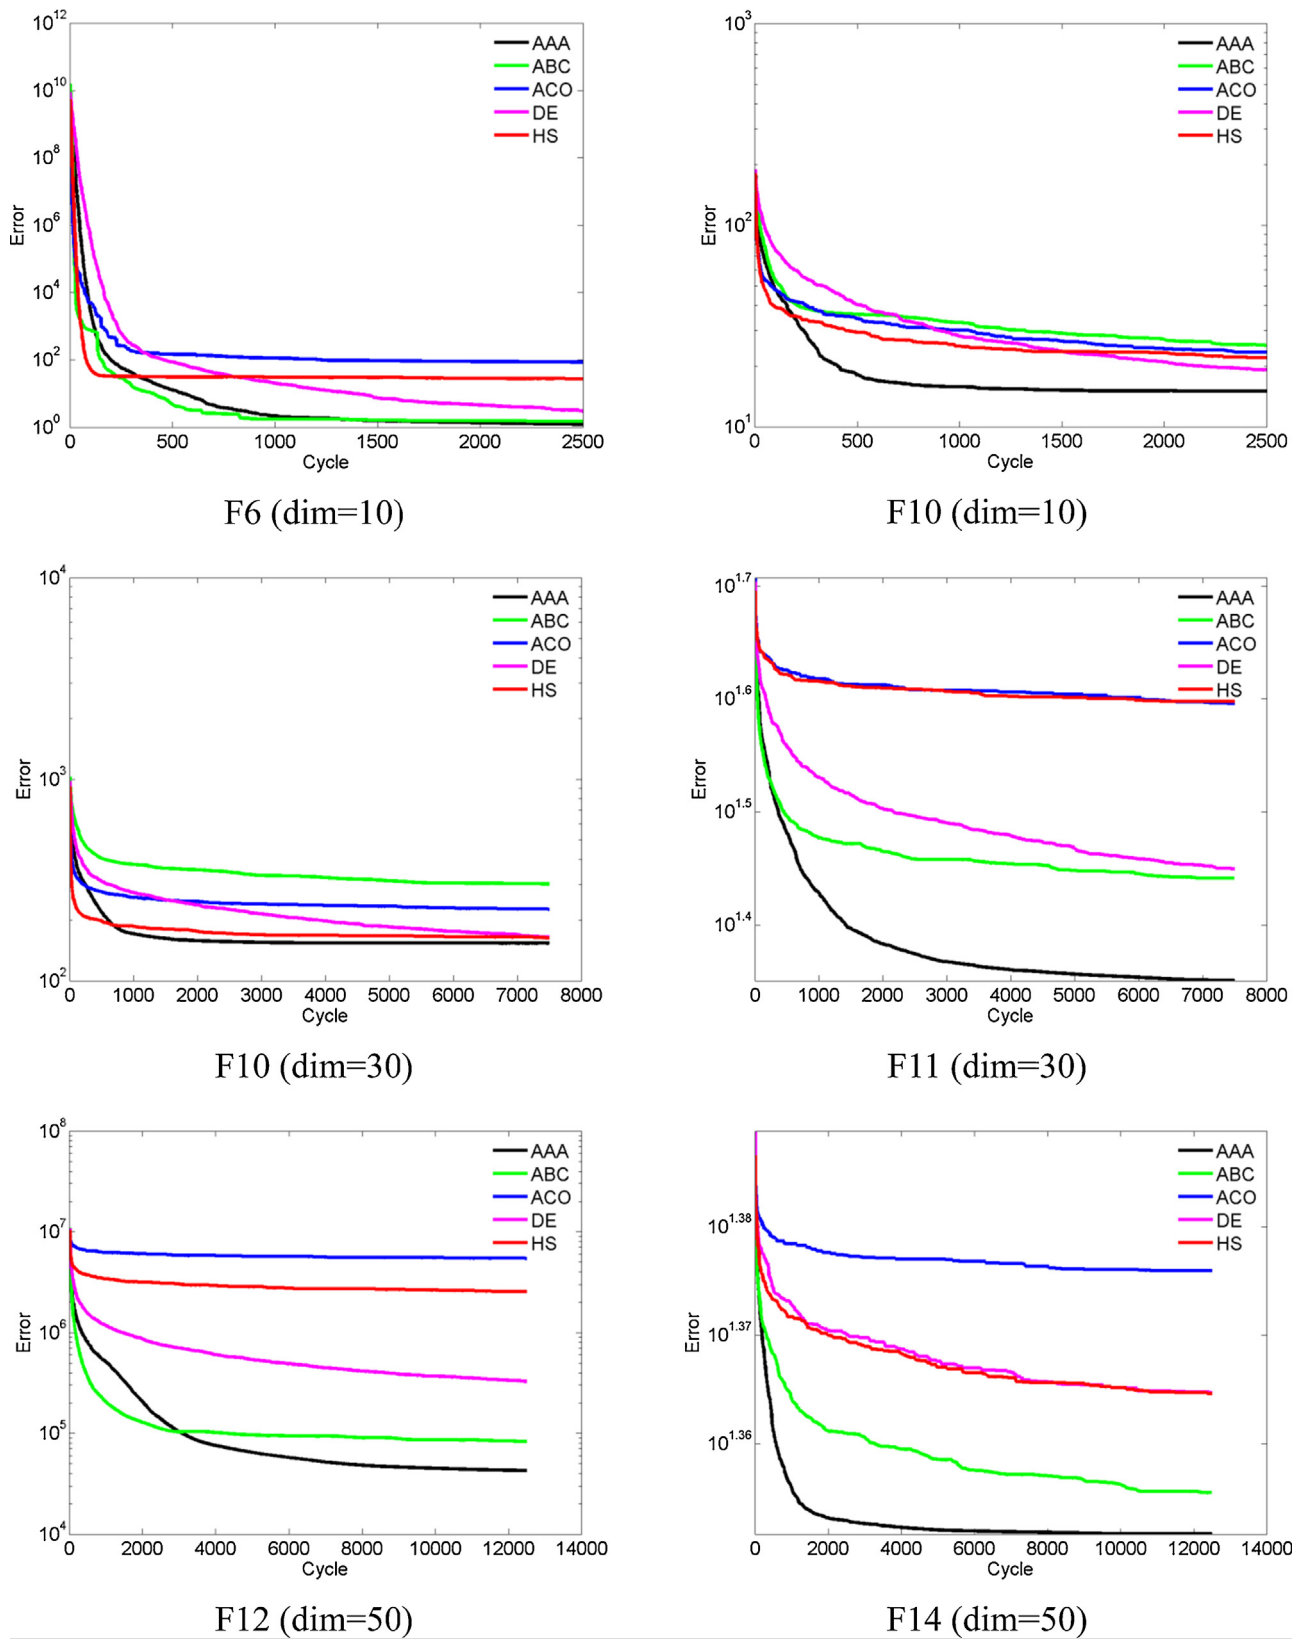 10^12
10^10
10^8
10^6
10^4
10^2
10^0
Error
0 500 1000 1500 2000 2500
Cycle
AAA
ABC
ACO
DE
HS
F6 (dim=10)
10^3
10^2
10^1
Error
0 500 1000 1500 2000 2500
Cycle
AAA
ABC
ACO
DE
HS
F10 (dim=10)
10^4
10^3
10^2
Error
0 1000 2000 3000 4000 5000 6000 7000 8000
Cycle
AAA
ABC
ACO
DE
HS
F10 (dim=30)
10^1.7
10^1.6
10^1.5
10^1.4
Error
0 1000 2000 3000 4000 5000 6000 7000 8000
Cycle
AAA
ABC
ACO
DE
HS
F11 (dim=30)
10^8
10^7
10^6
10^5
10^4
Error
0 2000 4000 6000 8000 10000 12000 14000
Cycle
AAA
ABC
ACO
DE
HS
F12 (dim=50)
10^1.38
10^1.37
10^1.36
Error
0 2000 4000 6000 8000 10000 12000 14000
Cycle
AAA
ABC
ACO
DE
HS
F14 (dim=50)